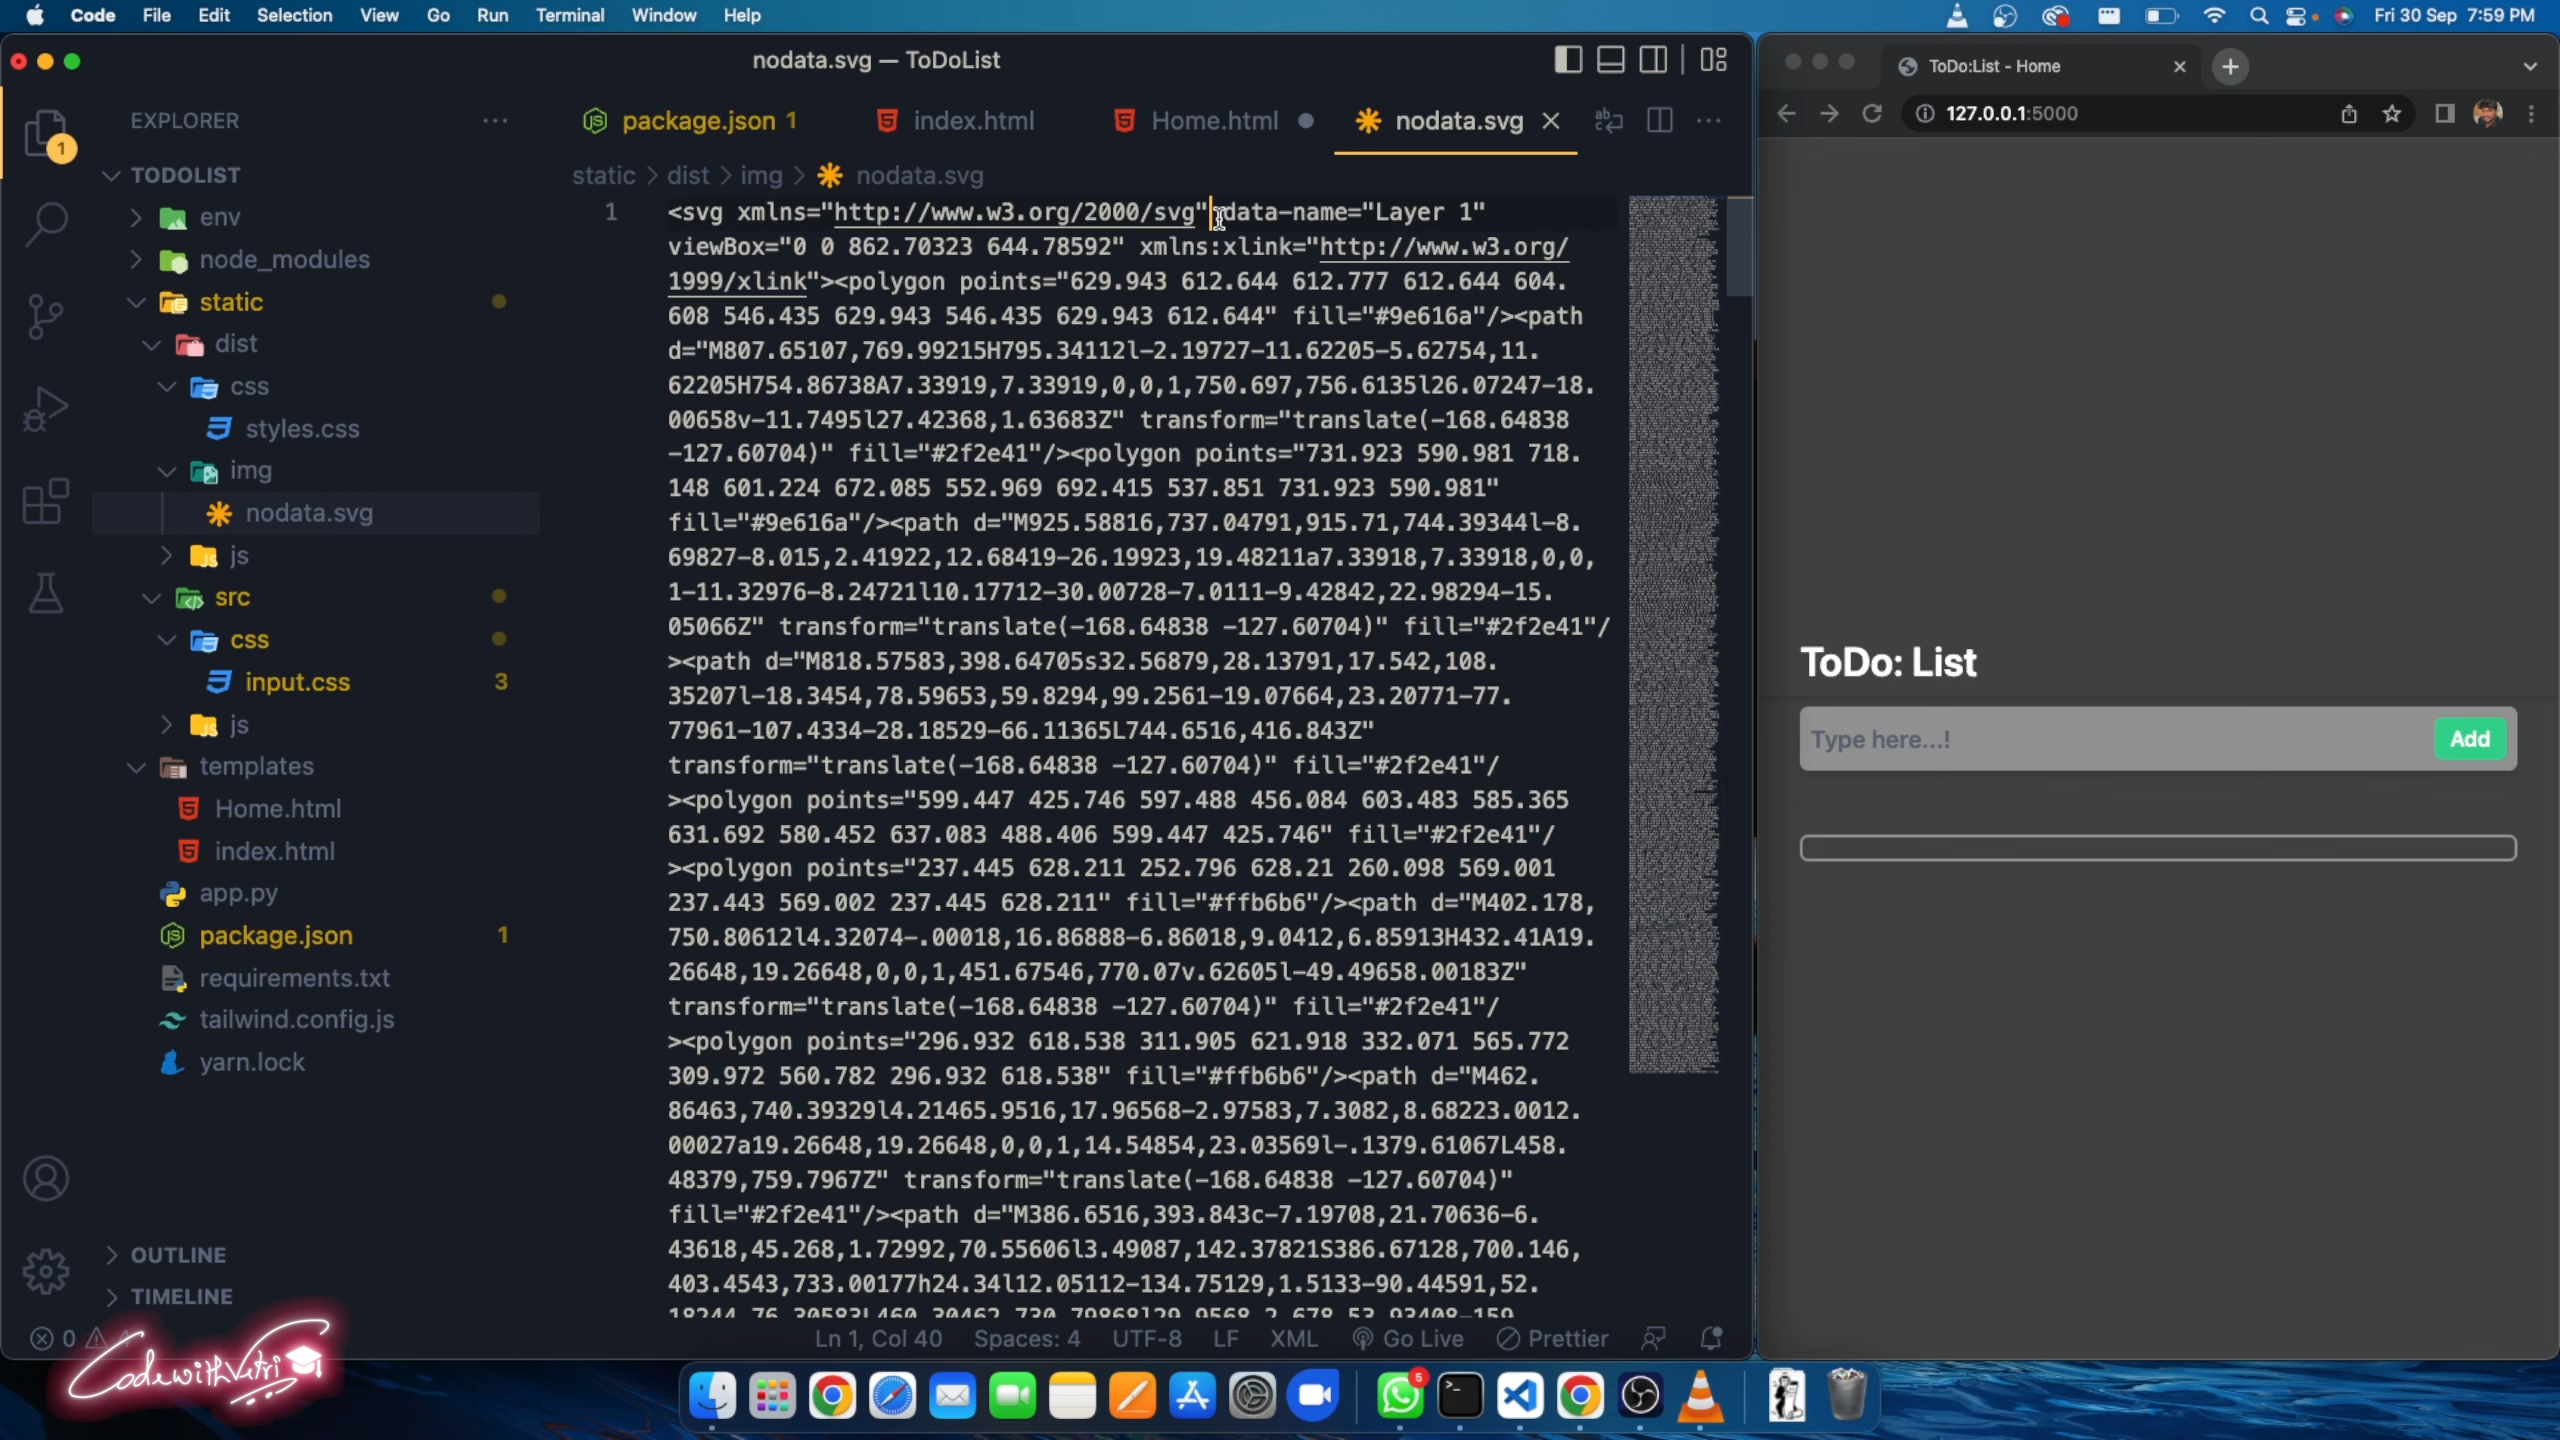 Code File Edit Selection View Go Run Terminal Window Help
Fri 30 Sep 7:59 PM
nodata.svg — ToDoList
EXPLORER
1
TODOLIST
env
node_modules
static
dist
css
styles.css
img
nodata.svg
js
src
css
input.css 3
js
templates
Home.html
index.html
app.py
package.json 1
requirements.txt
tailwind.config.js
yarn.lock
OUTLINE
TIMELINE
package.json 1 index.html Home.html nodata.svg
static > dist > img > nodata.svg
1
<svg xmlns="http://www.w3.org/2000/svg" data-name="Layer 1"
viewBox="0 0 862.70323 644.78592" xmlns:xlink="http://www.w3.org/
1999/xlink"><polygon points="629.943 612.644 612.777 612.644 604.
608 546.435 629.943 546.435 629.943 612.644" fill="#9e616a"/><path
d="M807.65107,769.99215H795.34112l-2.19727-11.62205-5.62754,11.
62205H754.86738A7.33919,7.33919,0,0,1,750.697,756.6135l26.07247-18.
00658v-11.7495l27.42368,1.63683Z" transform="translate(-168.64838
-127.60704)" fill="#2f2e41"/><polygon points="731.923 590.981 718.
148 601.224 672.085 552.969 692.415 537.851 731.923 590.981"
fill="#9e616a"/><path d="M925.58816,737.04791,915.71,744.39344l-8.
69827-8.015,2.41922,12.68419-26.19923,19.48211a7.33918,7.33918,0,0,
1-11.32976-8.24721l10.17712-30.00728-7.0111-9.42842,22.98294-15.
05066Z" transform="translate(-168.64838 -127.60704)" fill="#2f2e41"/
><path d="M818.57583,398.64705s32.56879,28.13791,17.542,108.
35207l-18.3454,78.59653,59.8294,99.2561-19.07664,23.20771-77.
77961-107.4334-28.18529-66.11365L744.6516,416.843Z"
transform="translate(-168.64838 -127.60704)" fill="#2f2e41"/
><polygon points="599.447 425.746 597.488 456.084 603.483 585.365
631.692 580.452 637.083 488.406 599.447 425.746" fill="#2f2e41"/
><polygon points="237.445 628.211 252.796 628.21 260.098 569.001
237.443 569.002 237.445 628.211" fill="#ffb6b6"/><path d="M402.178,
750.80612l4.32074-.00018,16.86888-6.86018,9.0412,6.85913H432.41A19.
26648,19.26648,0,0,1,451.67546,770.07v.62605l-49.49658.00183Z"
transform="translate(-168.64838 -127.60704)" fill="#2f2e41"/
><polygon points="296.932 618.538 311.905 621.918 332.071 565.772
309.972 560.782 296.932 618.538" fill="#ffb6b6"/><path d="M462.
86463,740.39329l4.21465.9516,17.96568-2.97583,7.3082,8.68223.0012.
00027a19.26648,19.26648,0,0,1,14.54854,23.03569l-.1379.61067L458.
48379,759.7967Z" transform="translate(-168.64838 -127.60704)"
fill="#2f2e41"/><path d="M386.6516,393.843c-7.19708,21.70636-6.
43618,45.268,1.72992,70.55606l3.49087,142.37821S386.67128,700.146,
403.4543,733.00177h24.34l12.05112-134.75129,1.5133-90.44591,52.
0
Ln 1, Col 40 Spaces: 4 UTF-8 LF XML Go Live Prettier
ToDo:List - Home
127.0.0.1:5000
ToDo: List
Type here...! Add
CodewithVetri
5